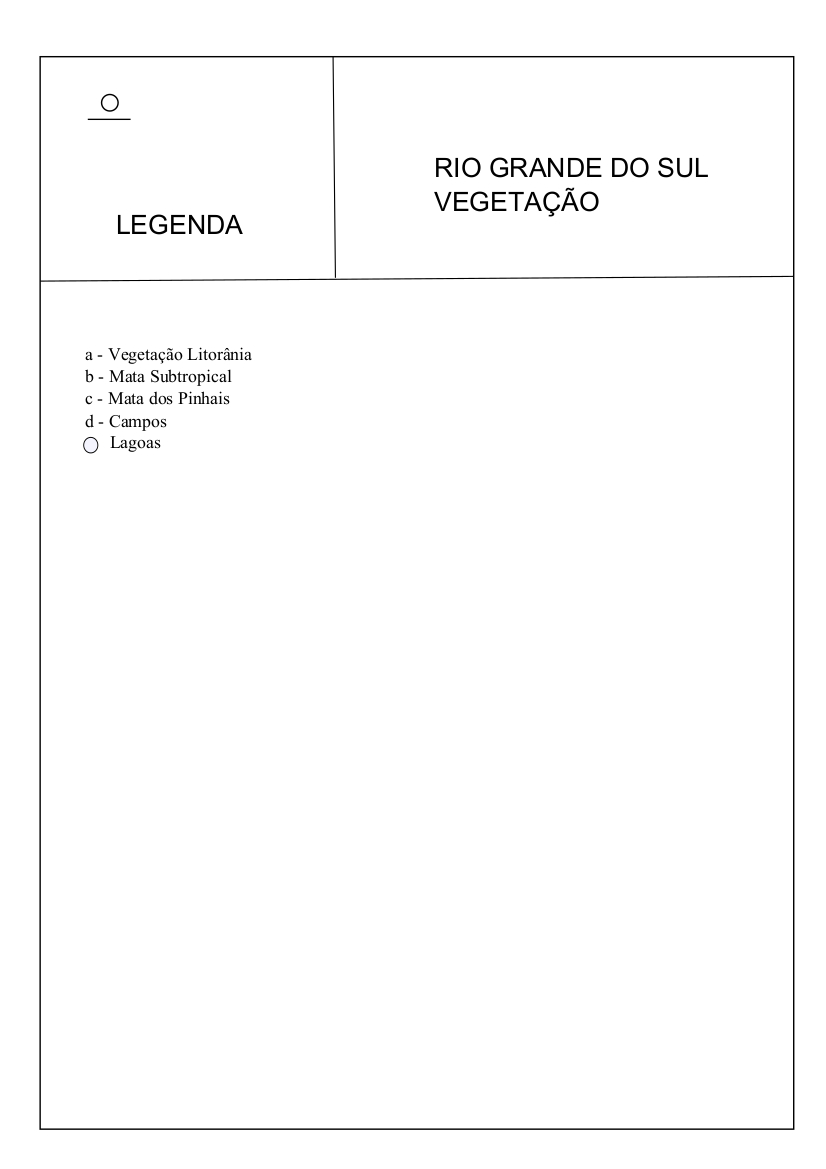 RIO GRANDE DO SUL
VEGETAÇÃO
LEGENDA
a - Vegetação Litorânia
b - Mata Subtropical
c - Mata dos Pinhais
d - Campos
Lagoas